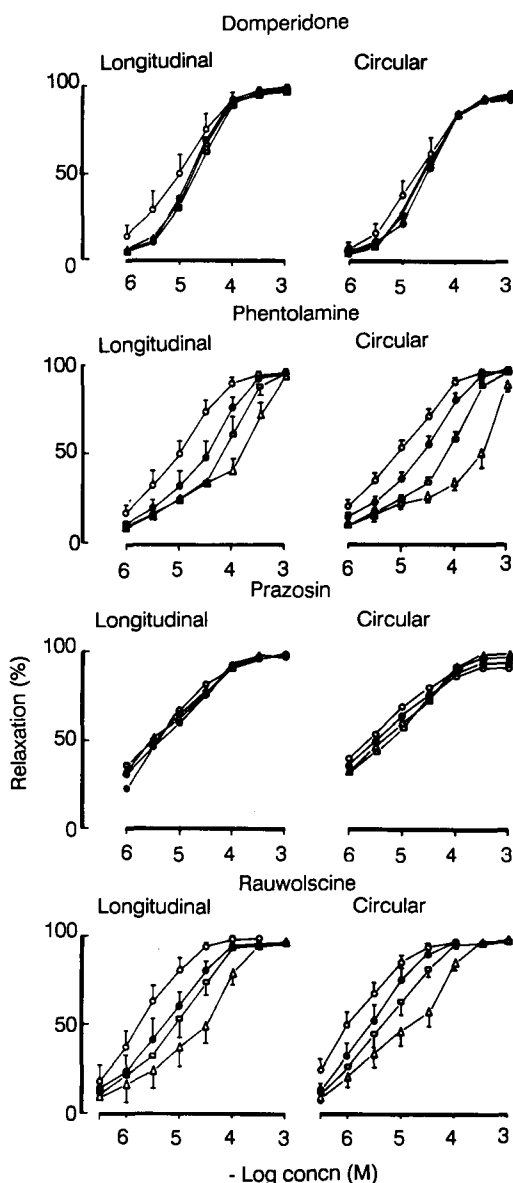 Domperidone
Longitudinal Circular
100
50
0
6 5 4 3 6 5 4 3
Phentolamine
Longitudinal Circular
100
50
0
6 5 4 3 6 5 4 3
Prazosin
Longitudinal Circular
100
50
0
6 5 4 3 6 5 4 3
Relaxation (%)
Rauwolscine
Longitudinal Circular
100
50
0
6 5 4 3 6 5 4 3
- Log concn (M)